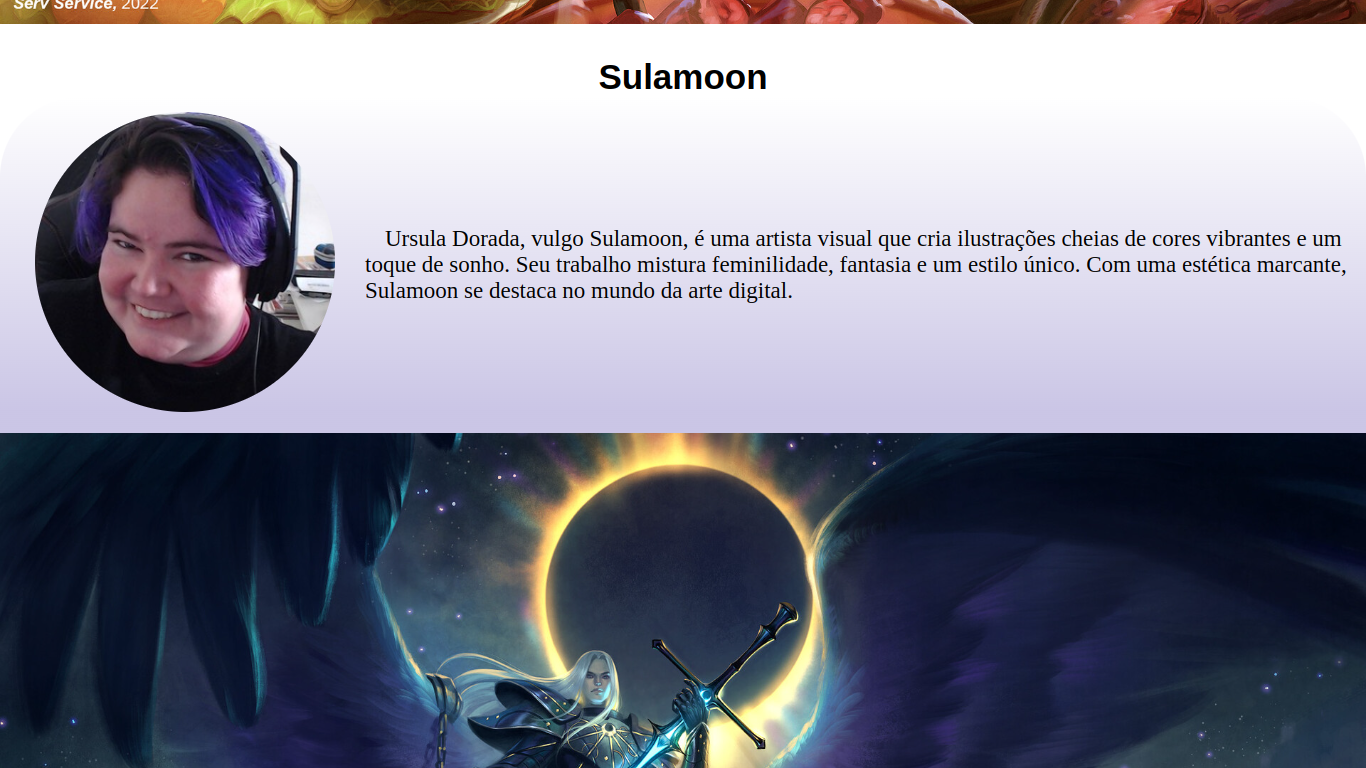 Serv Service, 2022
Sulamoon
Ursula Dorada, vulgo Sulamoon, é uma artista visual que cria ilustrações cheias de cores vibrantes e um
toque de sonho. Seu trabalho mistura feminilidade, fantasia e um estilo único. Com uma estética marcante,
Sulamoon se destaca no mundo da arte digital.